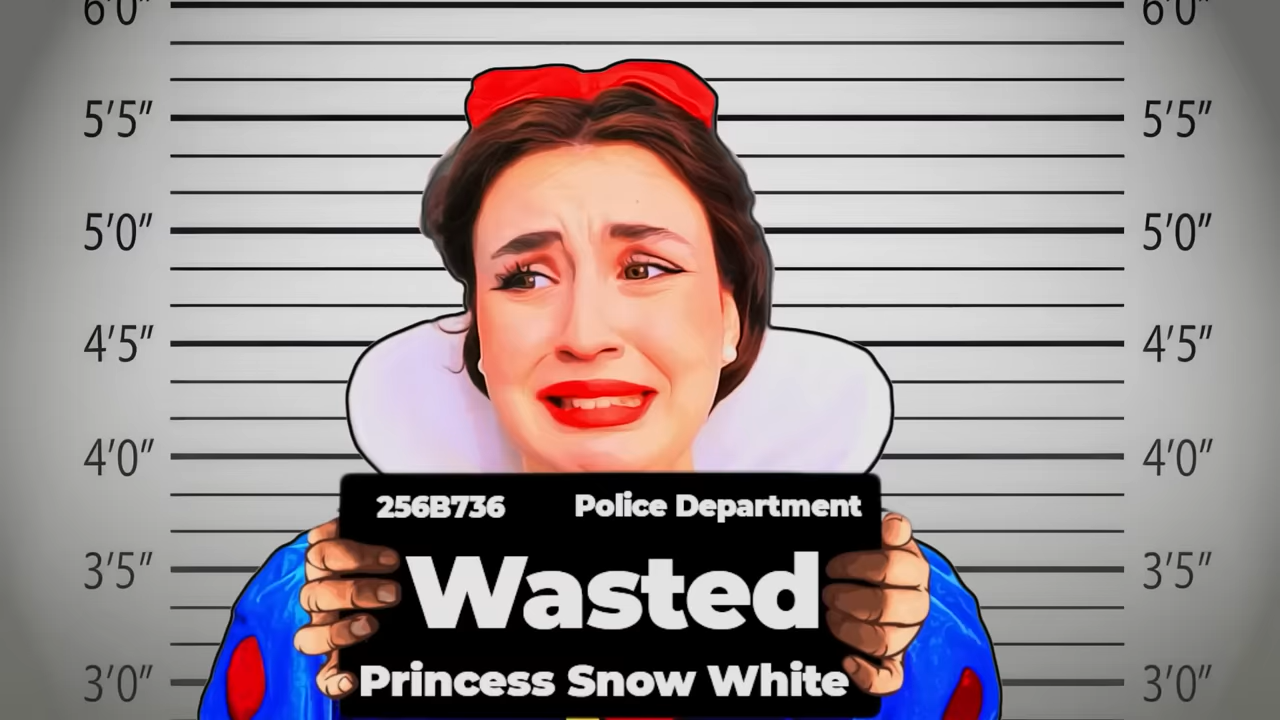 6'0" 6'0"
5'5" 5'5"
5'0" 5'0"
4'5" 4'5"
4'0" 4'0"
256B736 Police Department
3'5" 3'5"
Wasted
3'0" 3'0"
Princess Snow White